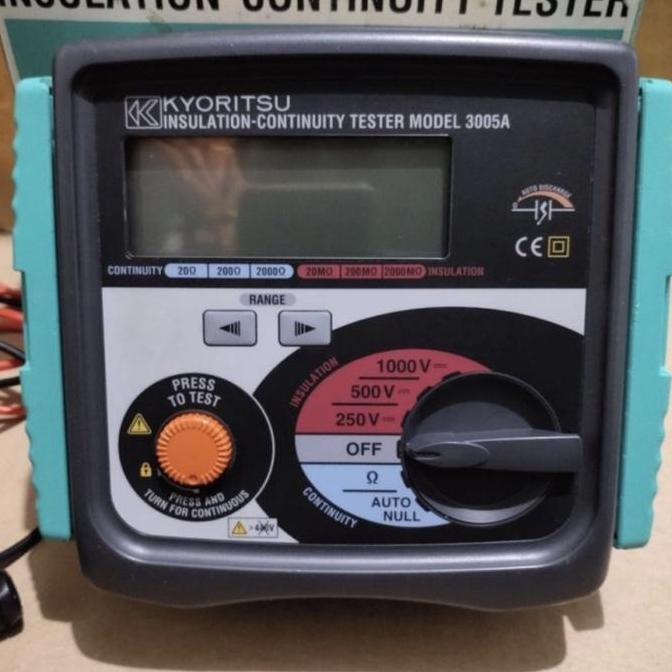 INSULATION CONTINUITY TESTER
KYORITSU
INSULATION-CONTINUITY TESTER MODEL 3005A
AUTO DISCHARGE
CE
CONTINUITY 20Ω 200Ω 2000Ω 20MΩ 200MΩ 2000MΩ INSULATION
RANGE
PRESS
TO TEST
PRESS AND
TURN FOR CONTINUOUS
INSULATION
1000V
500V
250V
OFF
Ω
AUTO
NULL
CONTINUITY